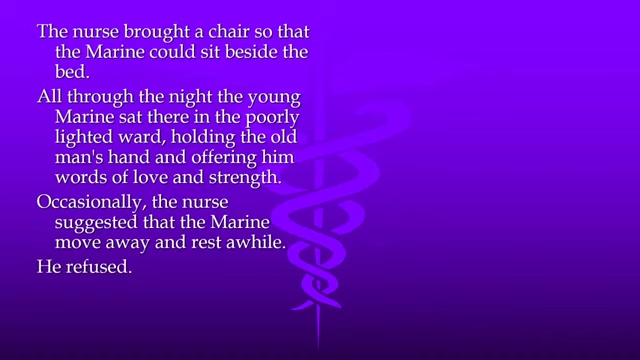 The nurse brought a chair so that
the Marine could sit beside the
bed.
All through the night the young
Marine sat there in the poorly
lighted ward, holding the old
man's hand and offering him
words of love and strength.
Occasionally, the nurse
suggested that the Marine
move away and rest awhile.
He refused.